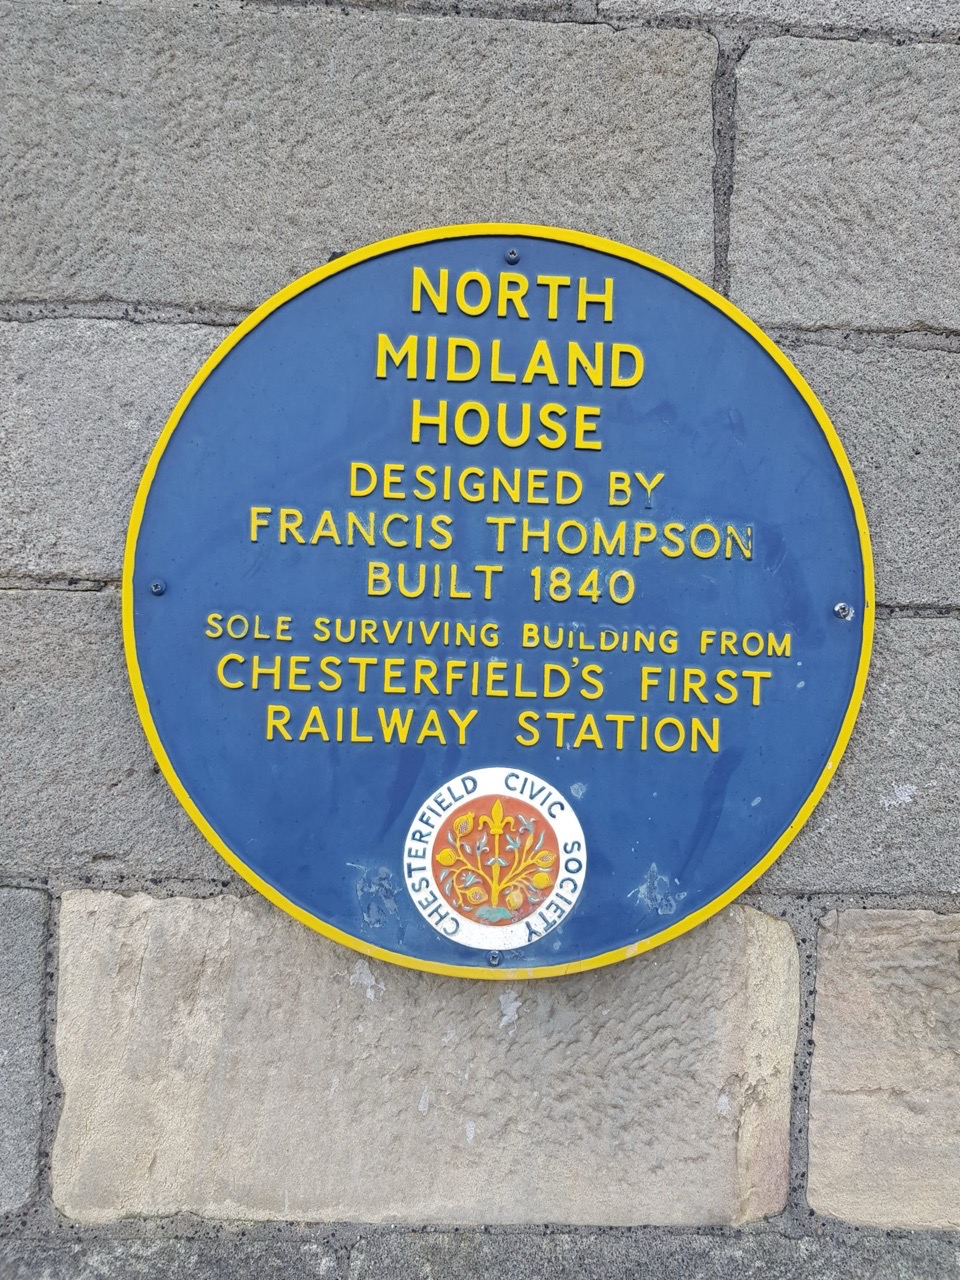 NORTH
MIDLAND
HOUSE
DESIGNED BY
FRANCIS THOMPSON
BUILT 1840
SOLE SURVIVING BUILDING FROM
CHESTERFIELD'S FIRST
RAILWAY STATION
CHESTERFIELD CIVIC SOCIETY